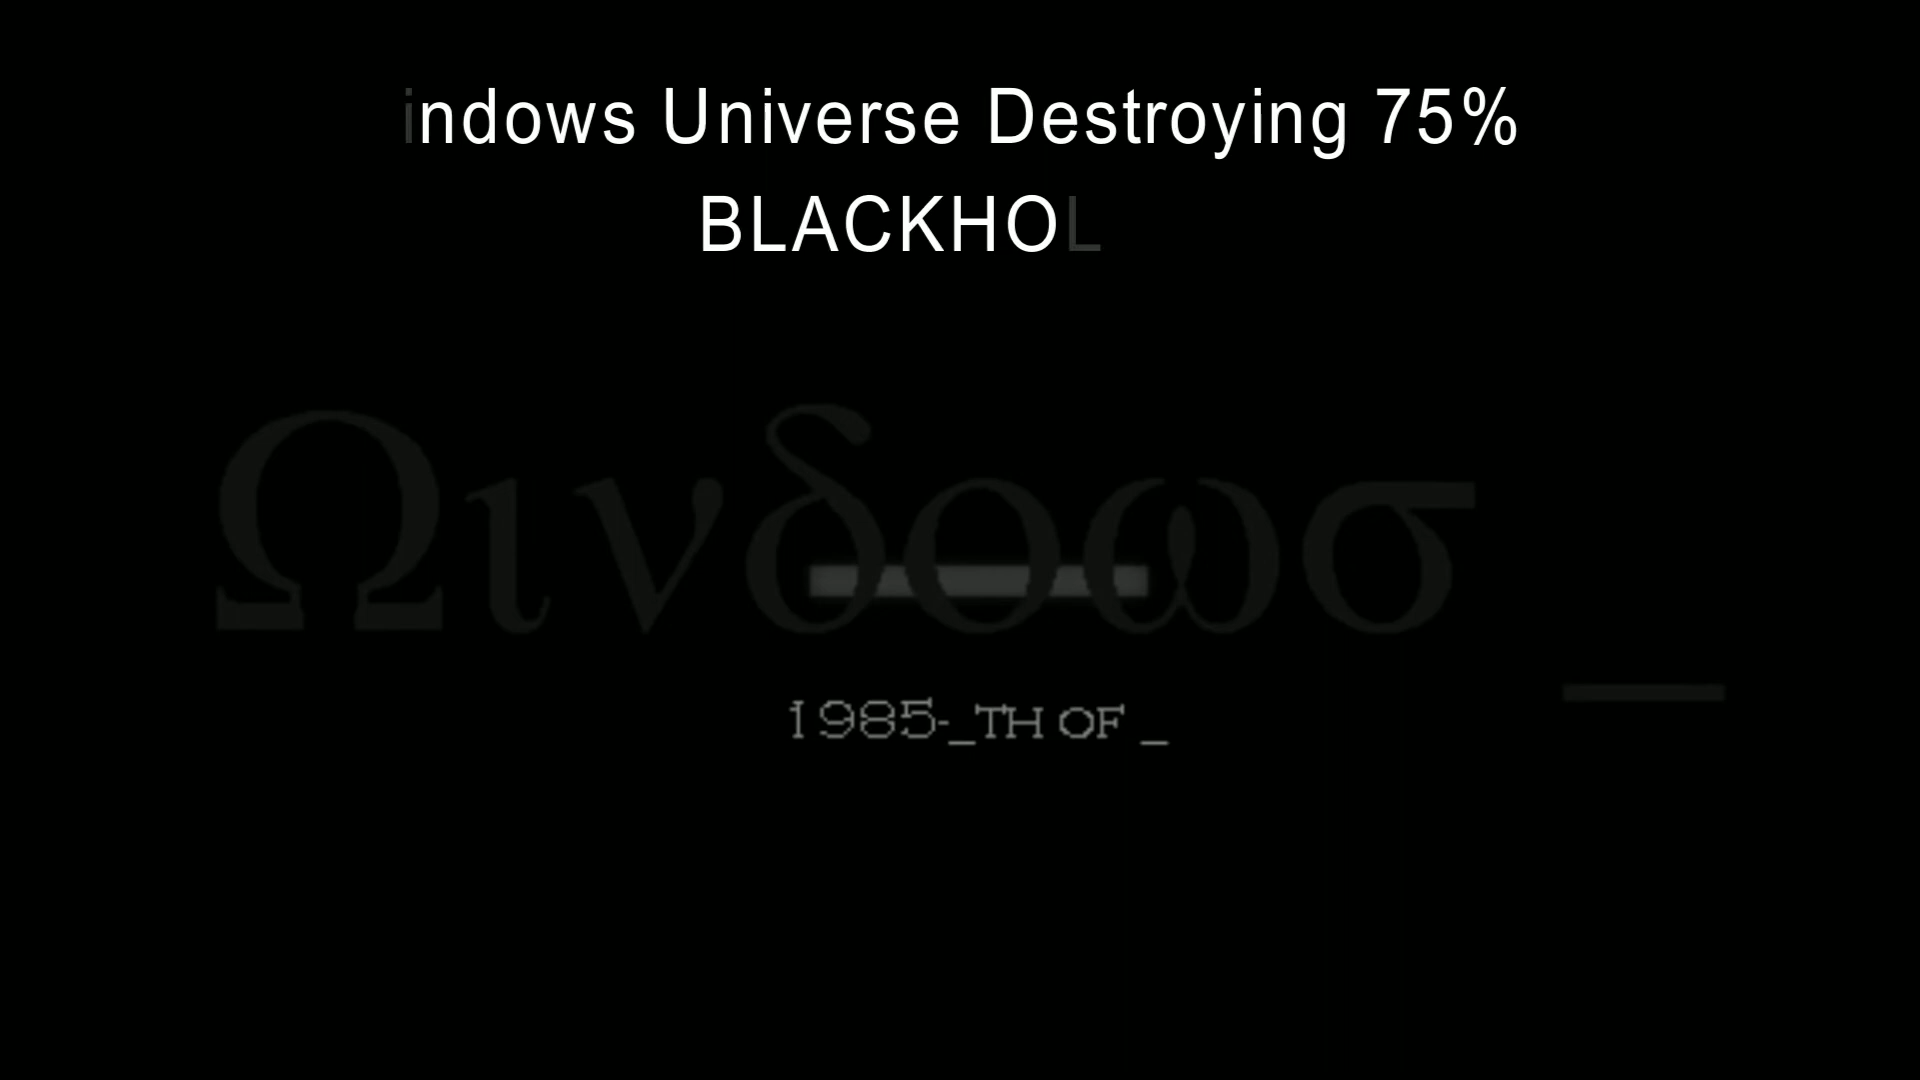 indows Universe Destroying 75%
BLACKHOL
Ωινδοωσ _
1985-_TH OF _